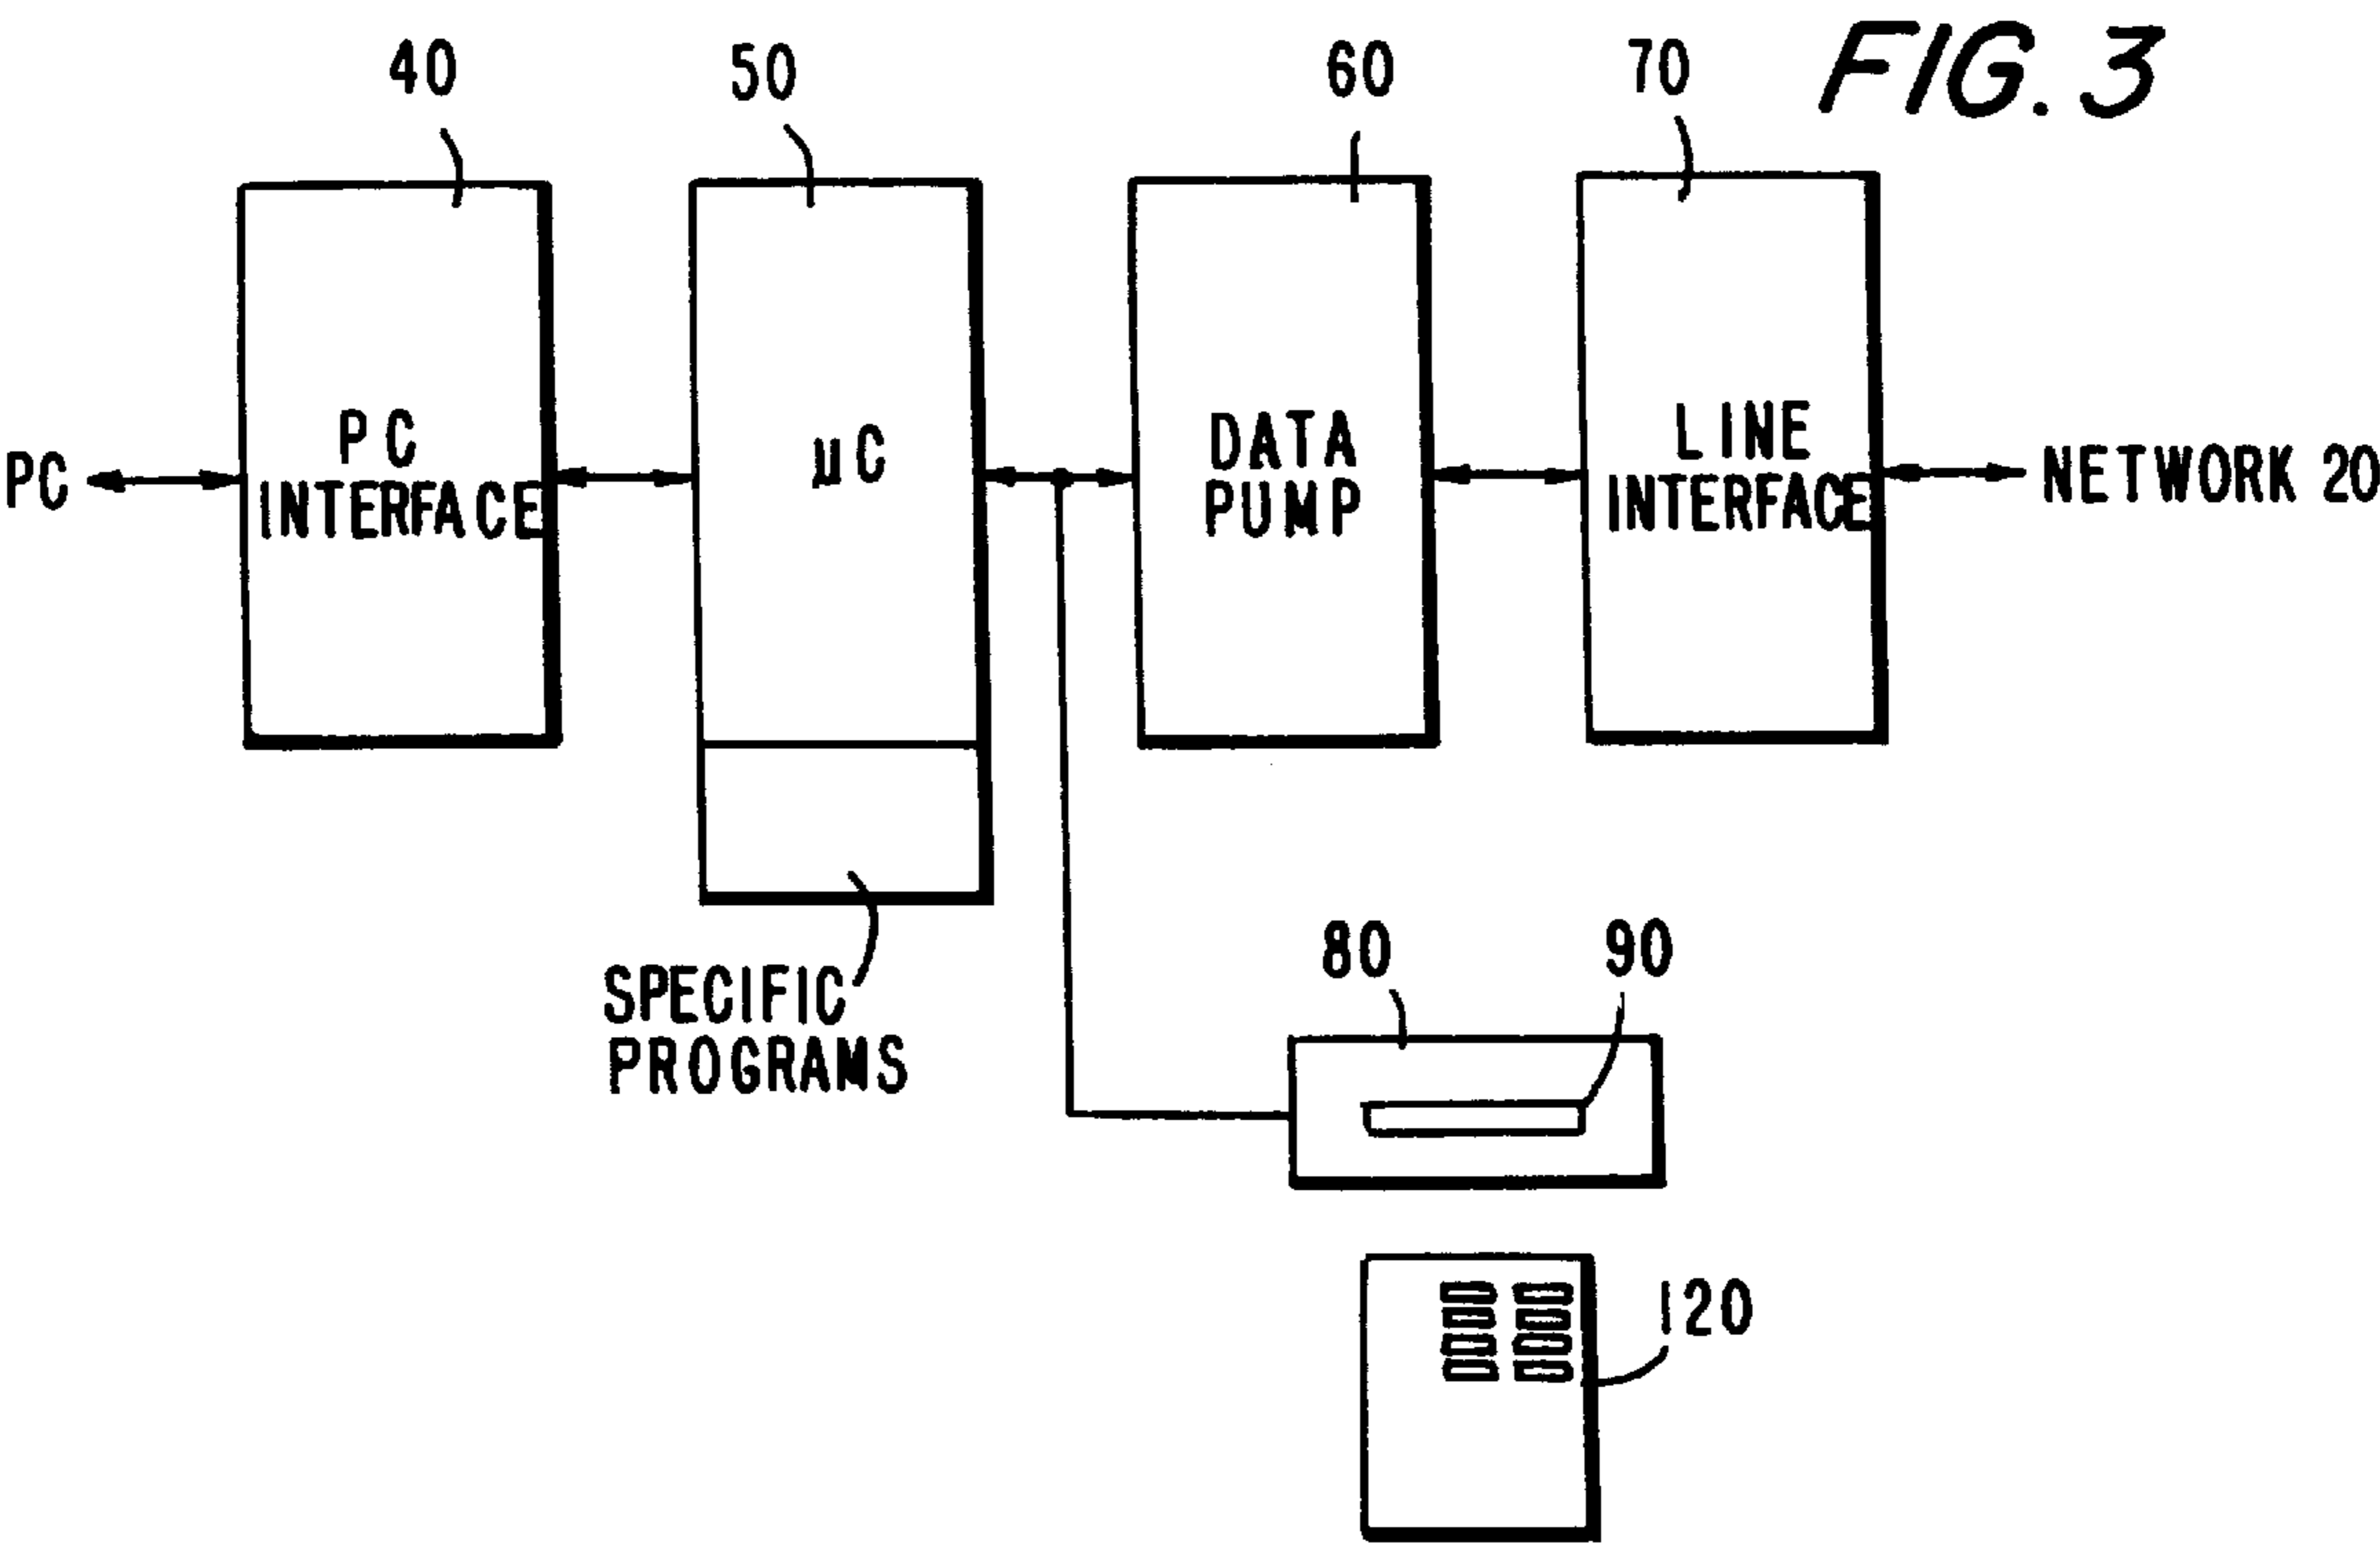 FIG. 3
40
50
60
70
PC
PC
INTERFACE
µC
DATA
PUMP
LINE
INTERFACE
NETWORK 20
SPECIFIC
PROGRAMS
80
90
120